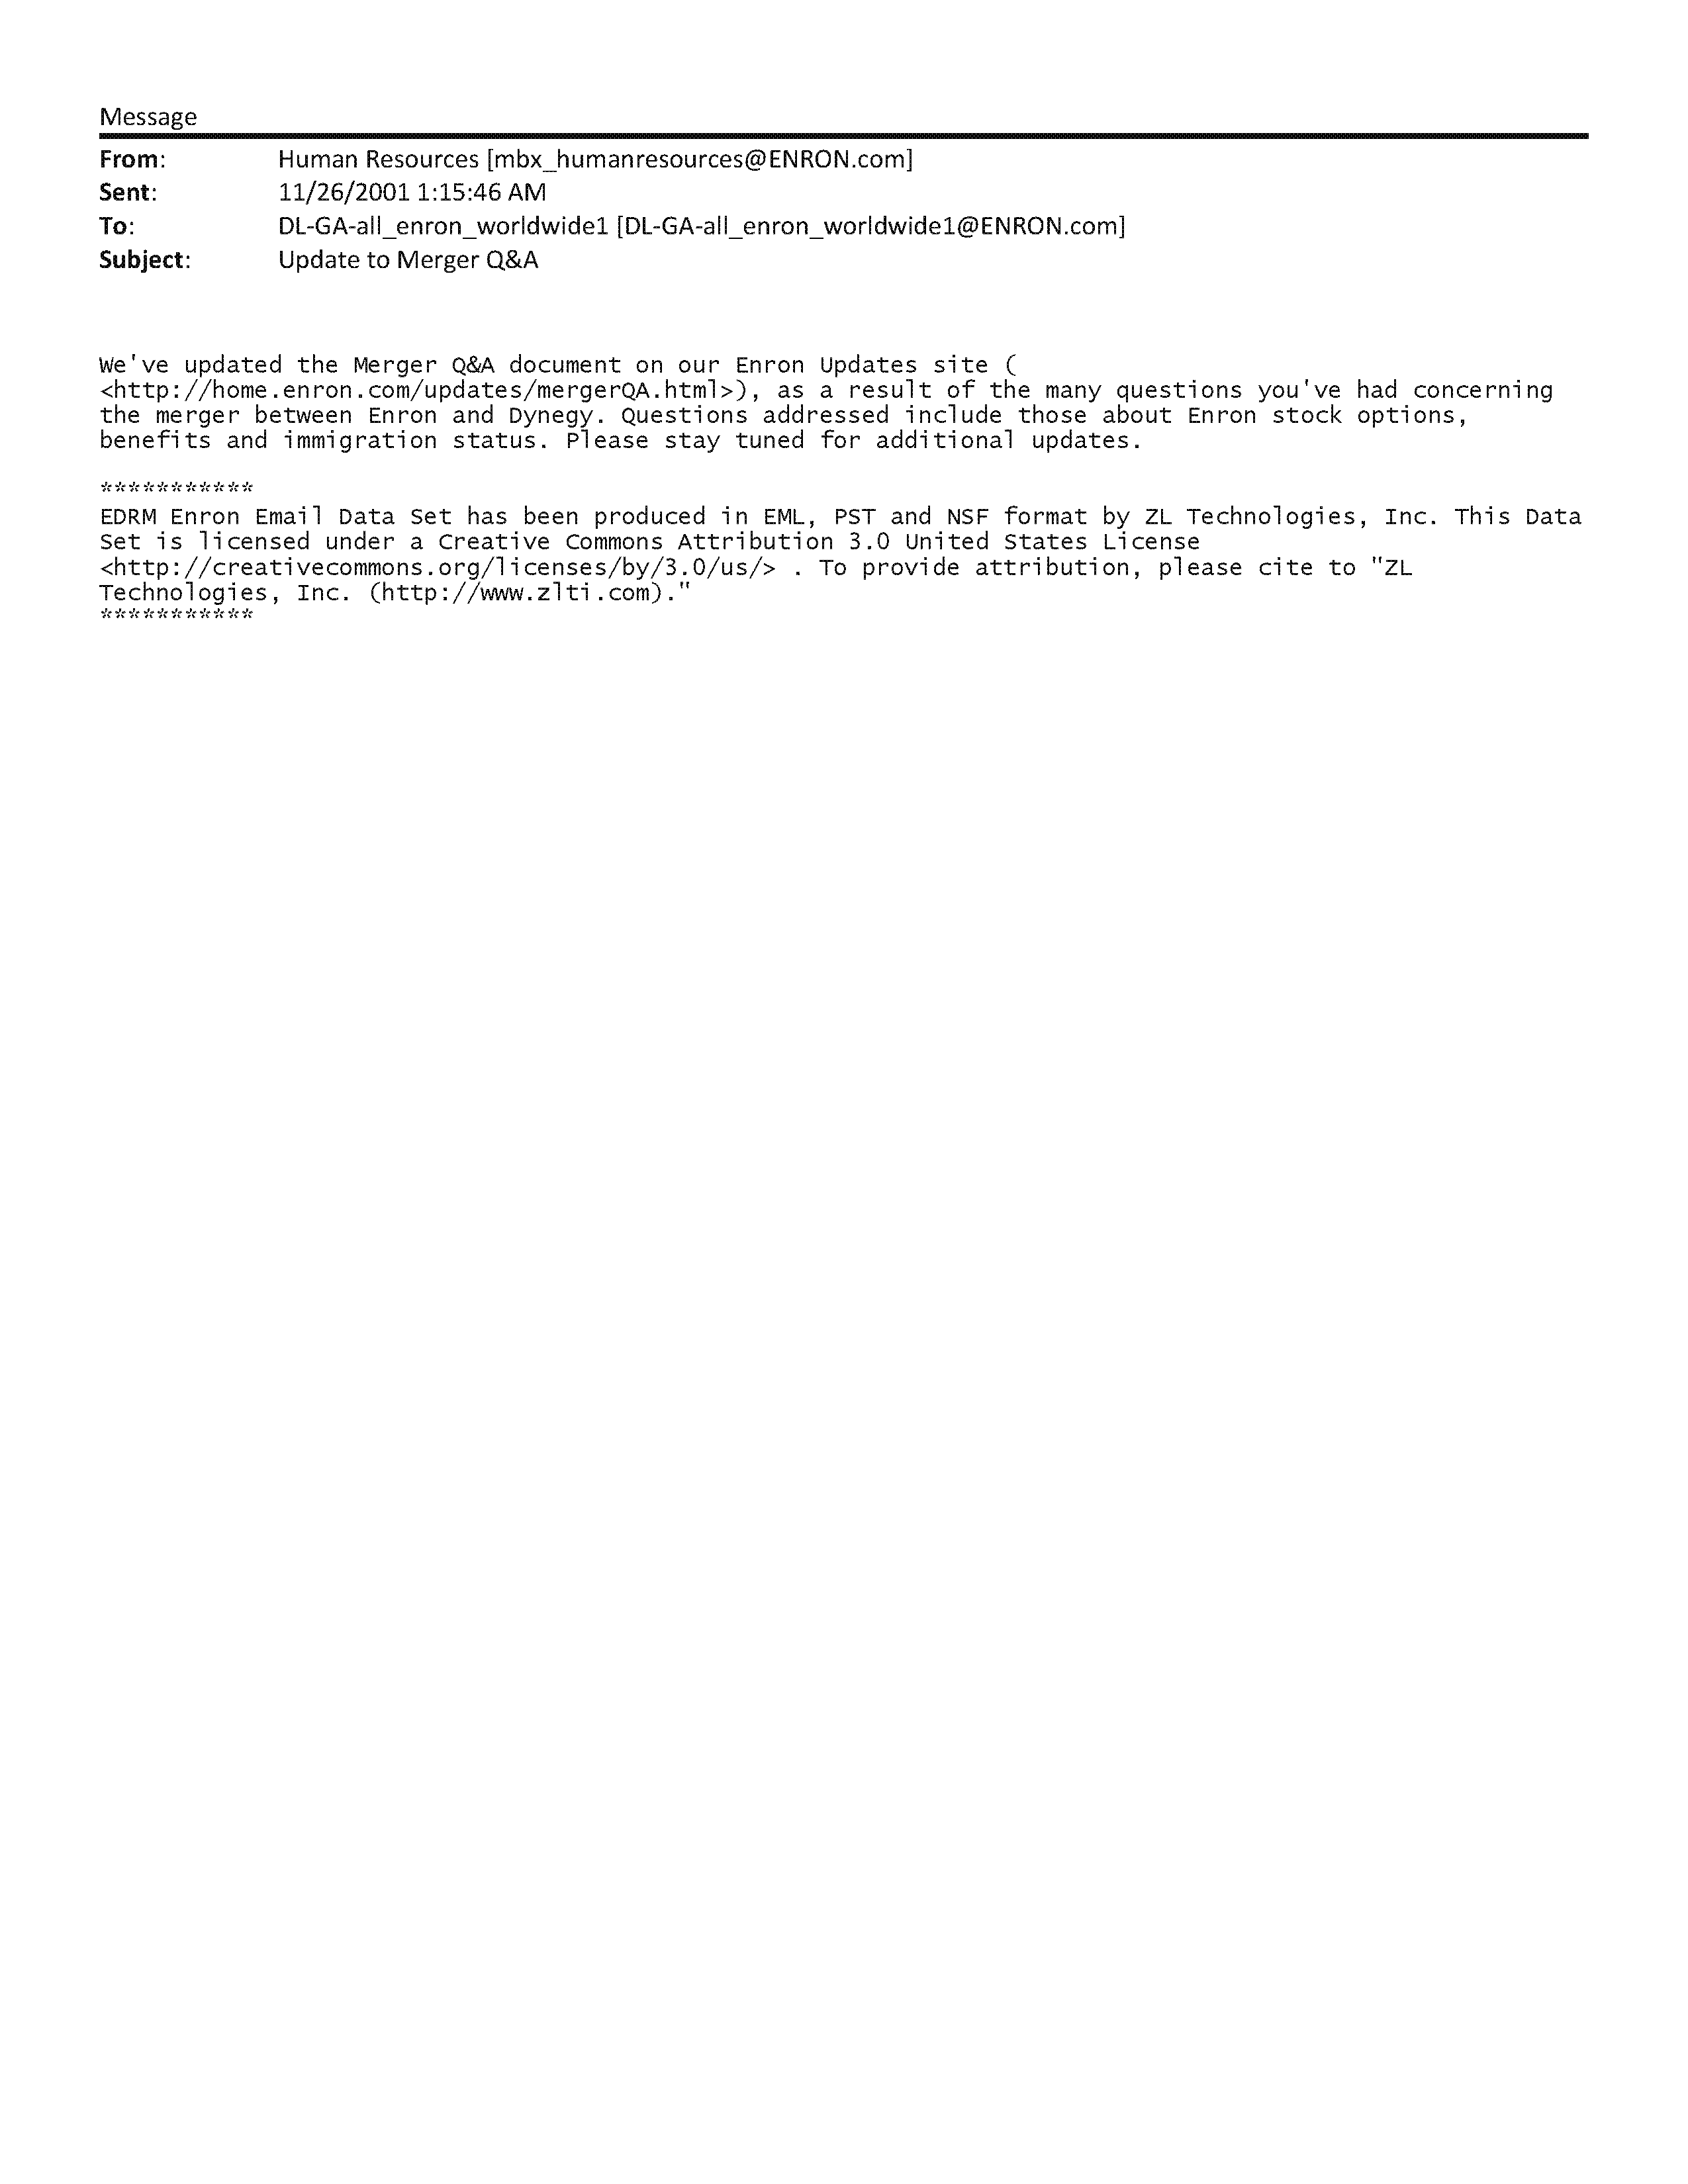 Message
From: Human Resources [mbx_humanresources@ENRON.com]
Sent: 11/26/2001 1:15:46 AM
To: DL-GA-all_enron_worldwide1 [DL-GA-all_enron_worldwide1@ENRON.com]
Subject: Update to Merger Q&A
We've updated the Merger Q&A document on our Enron Updates site (
<http://home.enron.com/updates/mergerQA.html>), as a result of the many questions you've had concerning
the merger between Enron and Dynegy. Questions addressed include those about Enron stock options,
benefits and immigration status. Please stay tuned for additional updates.
***********
EDRM Enron Email Data Set has been produced in EML, PST and NSF format by ZL Technologies, Inc. This Data
Set is licensed under a Creative Commons Attribution 3.0 United States License
<http://creativecommons.org/licenses/by/3.0/us/> . To provide attribution, please cite to "ZL
Technologies, Inc. (http://www.zlti.com)."
***********